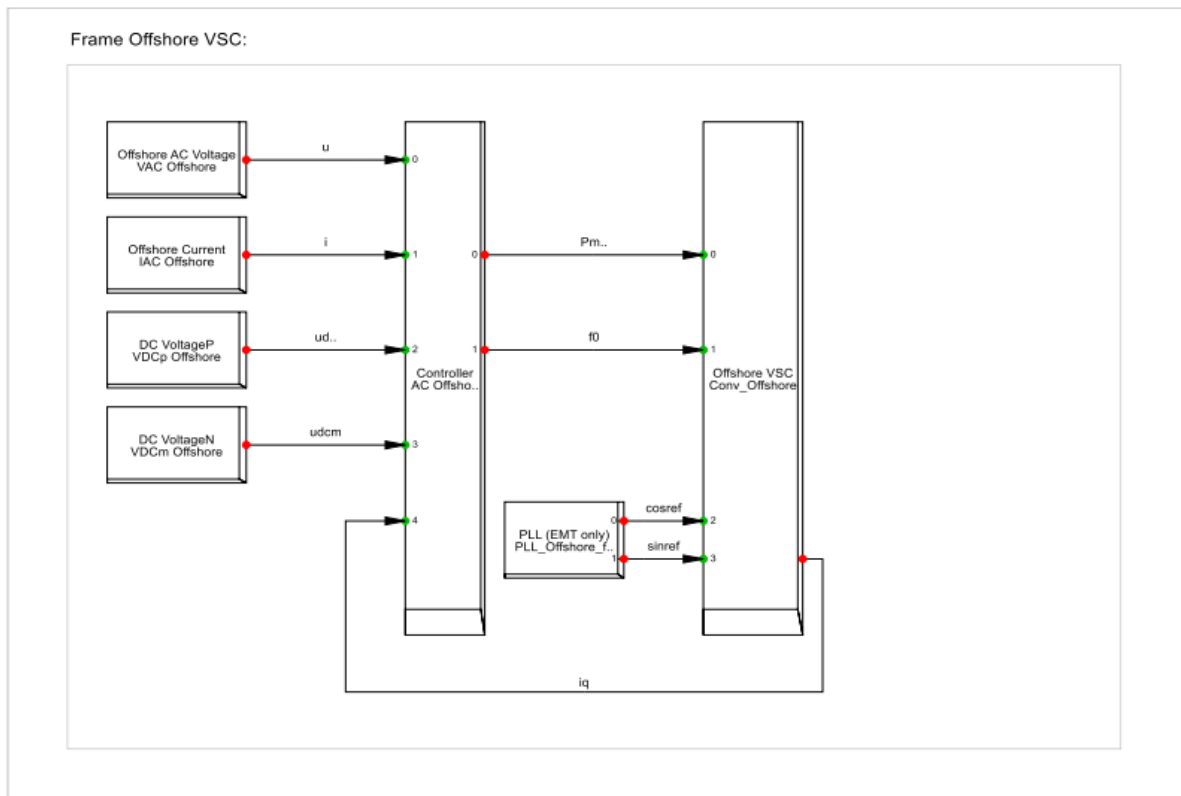 Frame Offshore VSC:
Offshore AC Voltage
VAC Offshore
u
0
Offshore Current
IAC Offshore
i
1
0
Pm..
0
DC VoltageP
VDCp Offshore
ud..
2
1
f0
1
Controller
AC Offsho..
Offshore VSC
Conv_Offshore
DC VoltageN
VDCm Offshore
udcm
3
4
PLL (EMT only)
PLL_Offshore_f..
0
cosref
2
1
sinref
3
iq